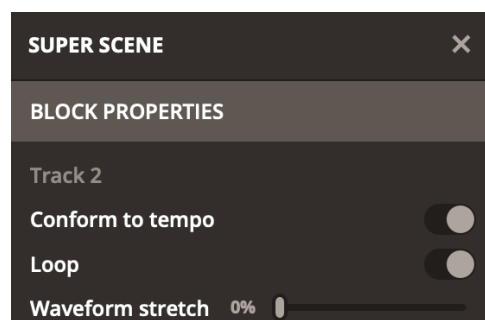 SUPER SCENE ×
BLOCK PROPERTIES
Track 2
Conform to tempo
Loop
Waveform stretch 0%